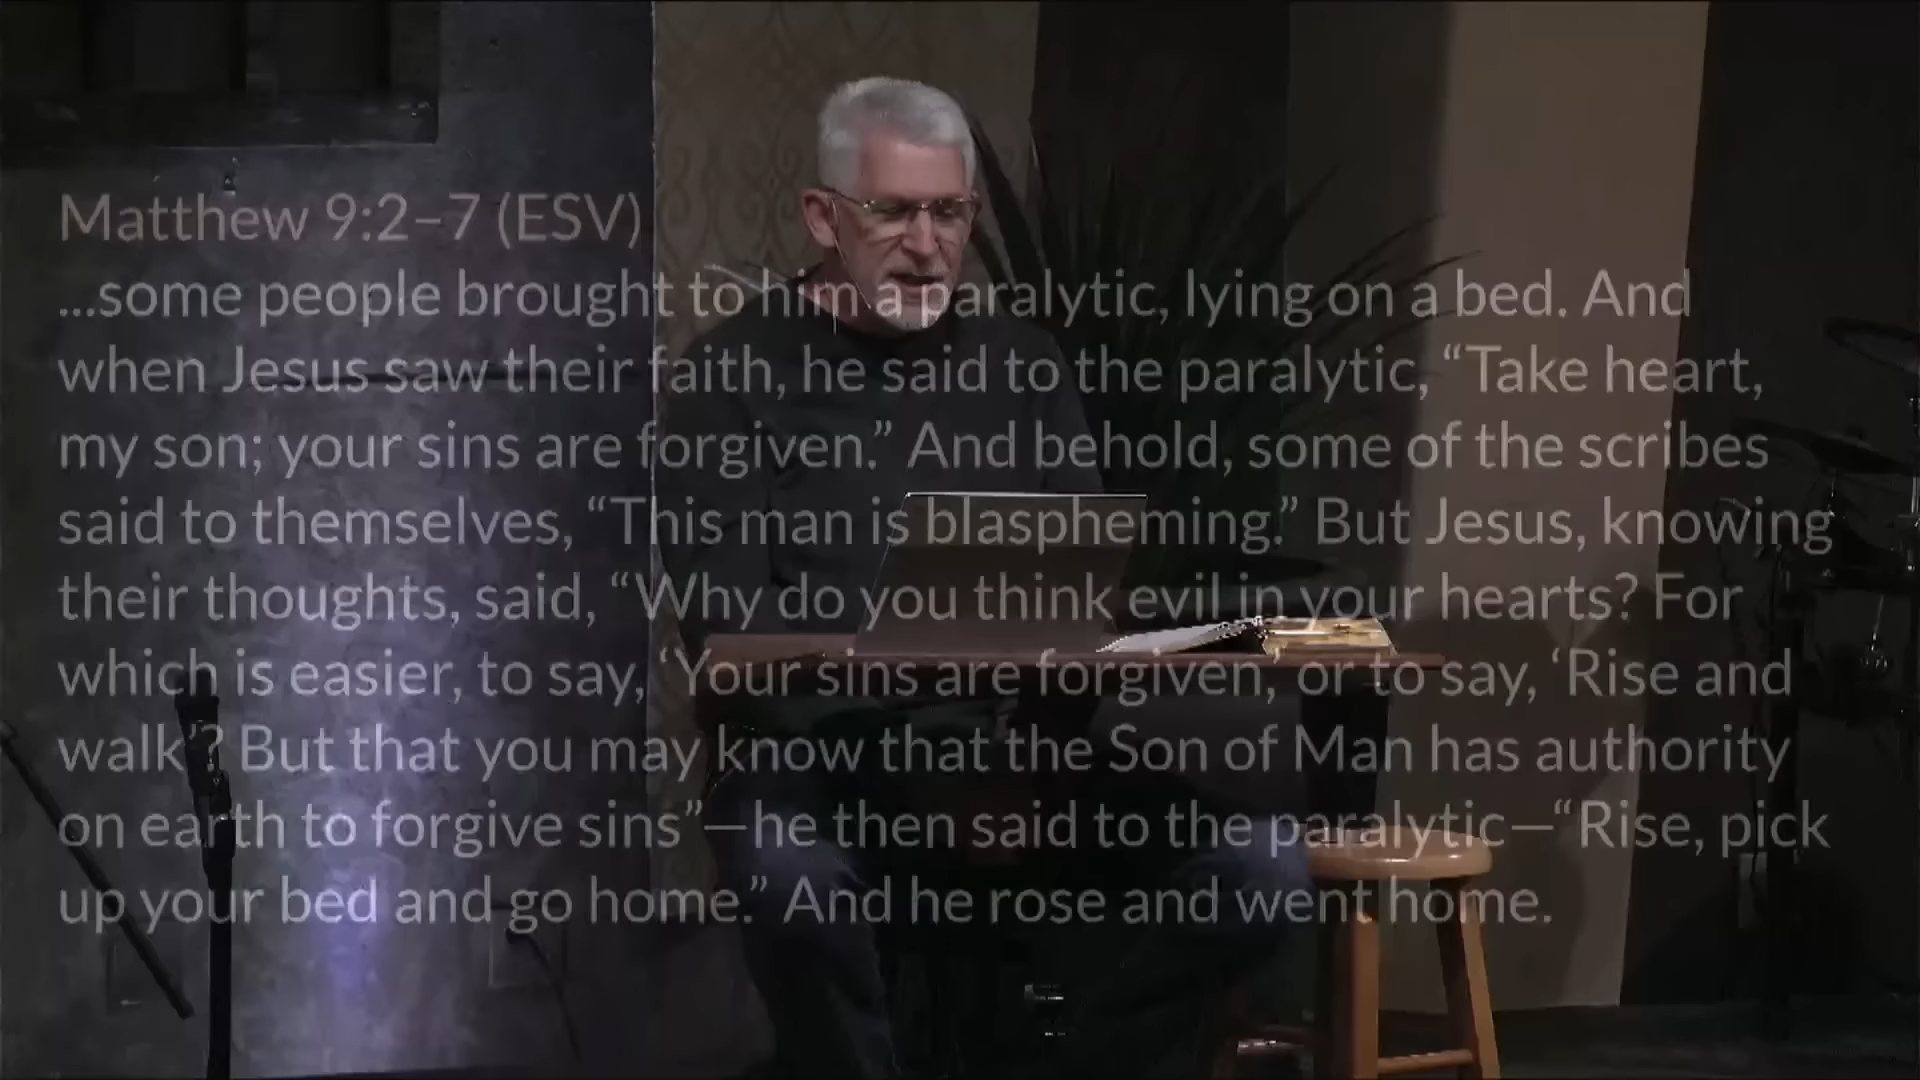 Matthew 9:2–7 (ESV)
...some people brought to him a paralytic, lying on a bed. And
when Jesus saw their faith, he said to the paralytic, “Take heart,
my son; your sins are forgiven.” And behold, some of the scribes
said to themselves, “This man is blaspheming.” But Jesus, knowing
their thoughts, said, “Why do you think evil in your hearts? For
which is easier, to say, ‘Your sins are forgiven,’ or to say, ‘Rise and
walk’? But that you may know that the Son of Man has authority
on earth to forgive sins”—he then said to the paralytic—“Rise, pick
up your bed and go home.” And he rose and went home.